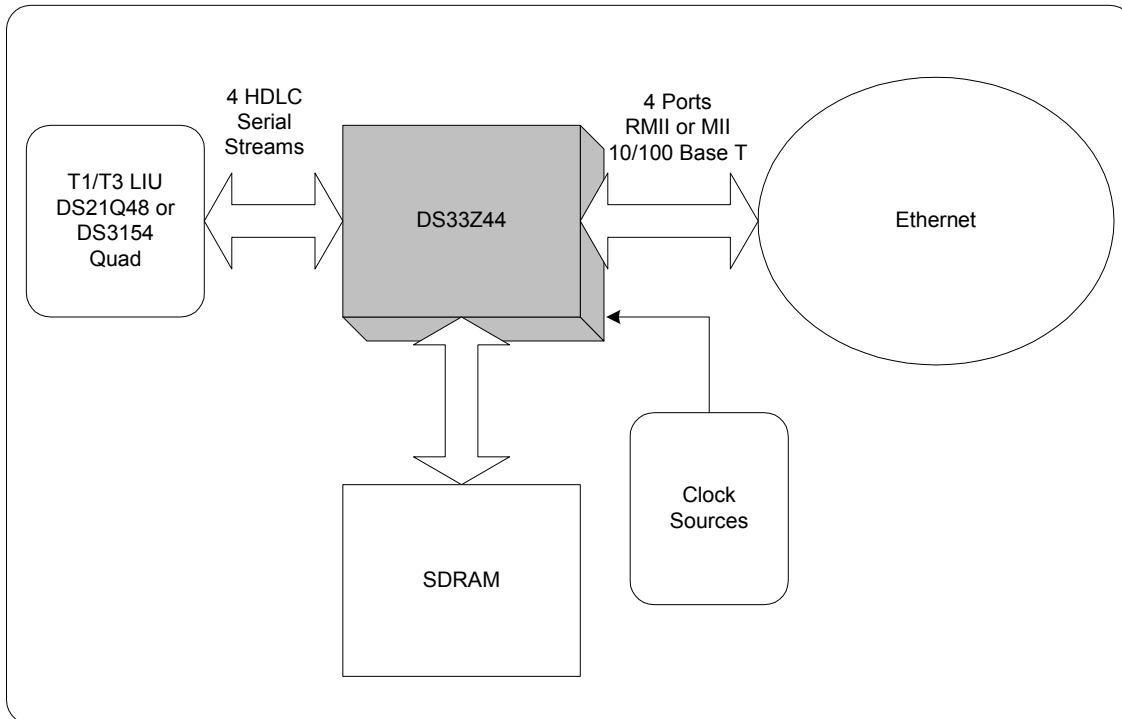 4 HDLC
Serial
Streams
4 Ports
RMII or MII
10/100 Base T
T1/T3 LIU
DS21Q48 or
DS3154
Quad
DS33Z44
Ethernet
Clock
Sources
SDRAM